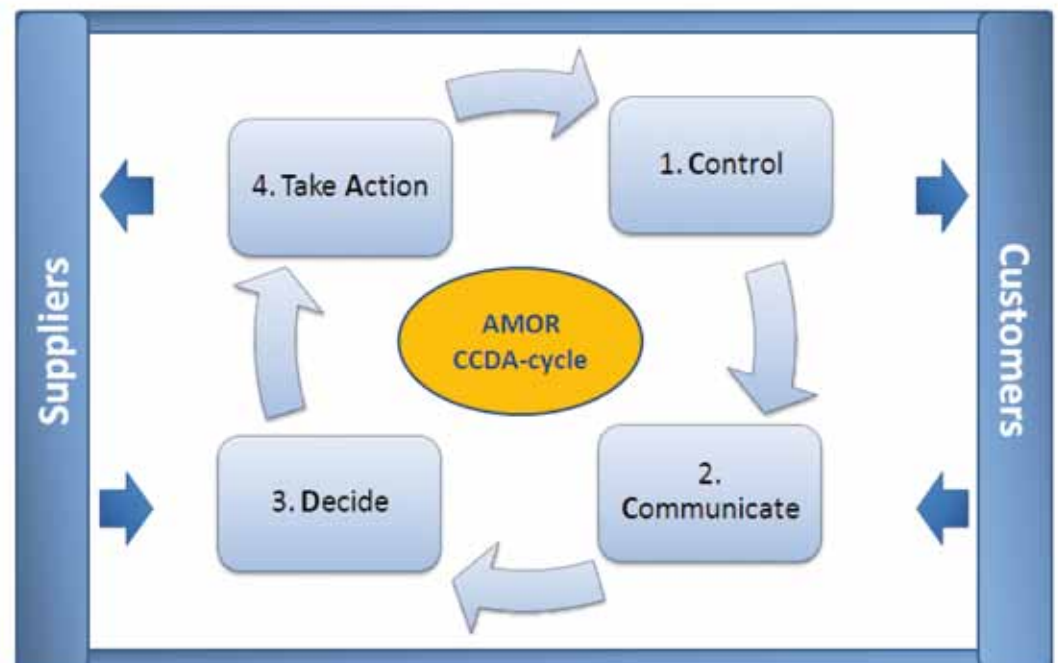 Suppliers
4. Take Action
1. Control
AMOR
CCDA-cycle
3. Decide
2.
Communicate
Customers